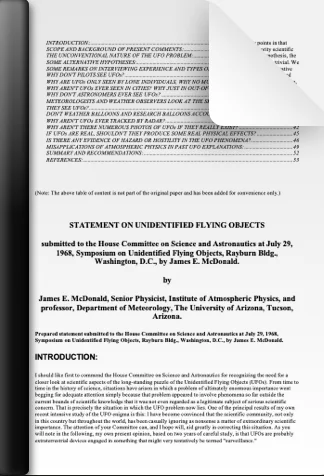 INTRODUCTION:
SCOPE AND BACKGROUND OF PRESENT COMMENTS:
THE UNCONVENTIONAL NATURE OF THE UFO PROBLEM:
SOME ALTERNATIVE HYPOTHESES:
SOME REMARKS ON INTERVIEWING EXPERIENCE AND TYPES O
WHY DON'T PILOTS SEE UFOs?
WHY ARE UFOs ONLY SEEN BY LONE INDIVIDUALS, WHY NO
WHY AREN'T UFOs EVER SEEN IN CITIES? WHY JUST IN OUT-OF
WHY DON'T ASTRONOMERS EVER SEE UFOs?
METEOROLOGISTS AND WEATHER OBSERVERS LOOK AT THE S
THEY SEE UFOs?
DON'T WEATHER BALLOONS AND RESEARCH BALLOONS ACCOU
WHY AREN'T UFOs EVER TRACKED BY RADAR?
WHY AREN'T THERE NUMEROUS PHOTOS OF UFOs IF THEY REALLY EXIST?
IF UFOs ARE REAL, SHOULDN'T THEY PRODUCE SOME REAL PHYSICAL EFFECTS? 45
IS THERE ANY EVIDENCE OF HAZARD OR HOSTILITY IN THE UFO PHENOMENA? 46
MISAPPLICATIONS OF ATMOSPHERIC PHYSICS IN PAST UFO EXPLANATIONS: 49
SUMMARY AND RECOMMENDATIONS: 52
REFERENCES: 53
points in that
scientific
(Note: The above table of content is not part of the original paper and has been added for convenience only.)
STATEMENT ON UNIDENTIFIED FLYING OBJECTS
submitted to the House Committee on Science and Astronautics at July 29,
1968, Symposium on Unidentified Flying Objects, Rayburn Bldg.,
Washington, D.C., by James E. McDonald.
by
James E. McDonald, Senior Physicist, Institute of Atmospheric Physics, and
professor, Department of Meteorology, The University of Arizona, Tucson,
Arizona.
Prepared statement submitted to the House Committee on Science and Astronautics at July 29, 1968,
Symposium on Unidentified Flying Objects, Rayburn Bldg., Washington, D.C., by James E. McDonald.
INTRODUCTION:
I should like first to commend the Committee on Science and Astronautics for recognizing the need for a
closer look at scientific aspects of the long-standing puzzle of the Unidentified Flying Objects (UFOs). From time to
time in the history of science, situations have arisen in which a problem of ultimately enormous importance went
begging for adequate attention simply because that problem appeared to involve phenomena so far outside the
current bounds of scientific knowledge that it was not even regarded as a legitimate subject of serious scientific
concern. That is precisely the situation in which the UFO problem now lies. One of the principal results of my own
recent intensive study of the UFO enigma is this: I have become convinced that the scientific community, not only
in this country but throughout the world, has been casually ignoring as nonsense a matter of extraordinary scientific
importance. The attention of your Committee can, and I hope will, aid greatly in correcting this situation. As you
will note in the following, my own present opinion, based on two years of careful study, is that UFOs are probably
extraterrestrial devices engaged in something that might very tentatively be termed "surveillance."